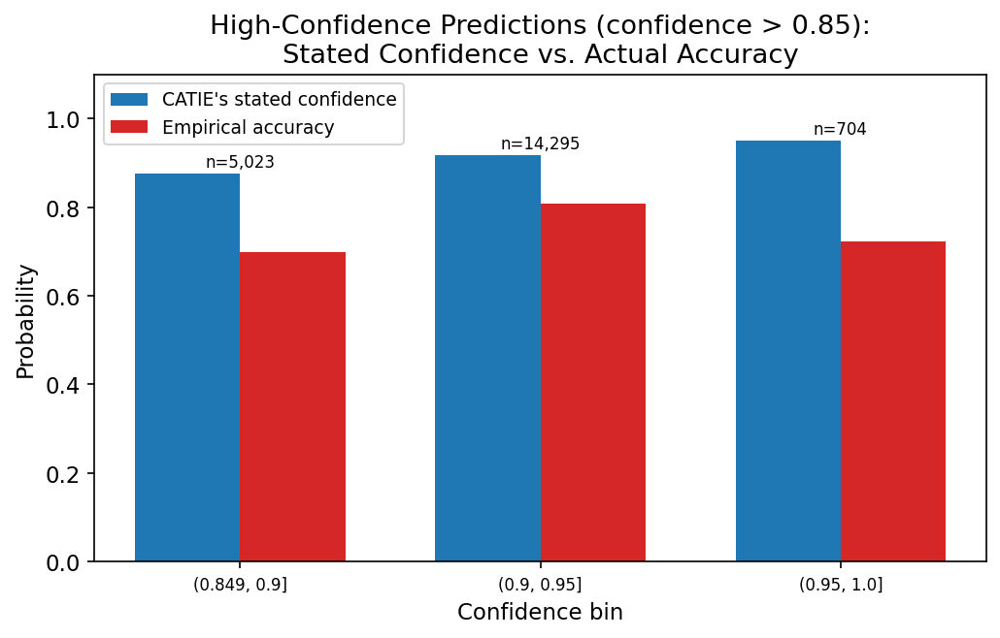 High-Confidence Predictions (confidence > 0.85):
Stated Confidence vs. Actual Accuracy
CATIE's stated confidence
Empirical accuracy
n=5,023
n=14,295
n=704
Probability
1.0
0.8
0.6
0.4
0.2
0.0
(0.849, 0.9]
(0.9, 0.95]
(0.95, 1.0]
Confidence bin